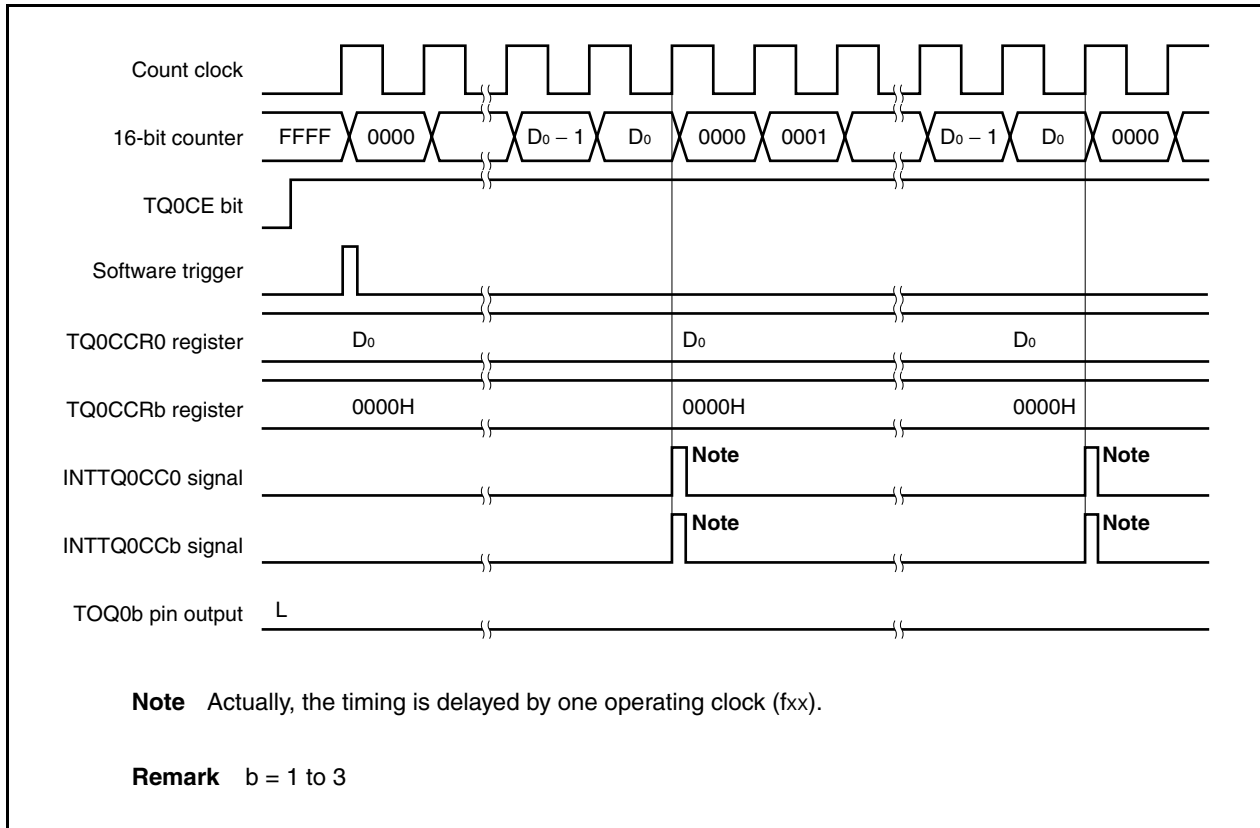 Count clock
16-bit counter FFFF 0000 D0 − 1 D0 0000 0001 D0 − 1 D0 0000
TQ0CE bit
Software trigger
TQ0CCR0 register D0 D0 D0
TQ0CCRb register 0000H 0000H 0000H
INTTQ0CC0 signal Note Note
INTTQ0CCb signal Note Note
TOQ0b pin output L
Note Actually, the timing is delayed by one operating clock (fxx).
Remark b = 1 to 3